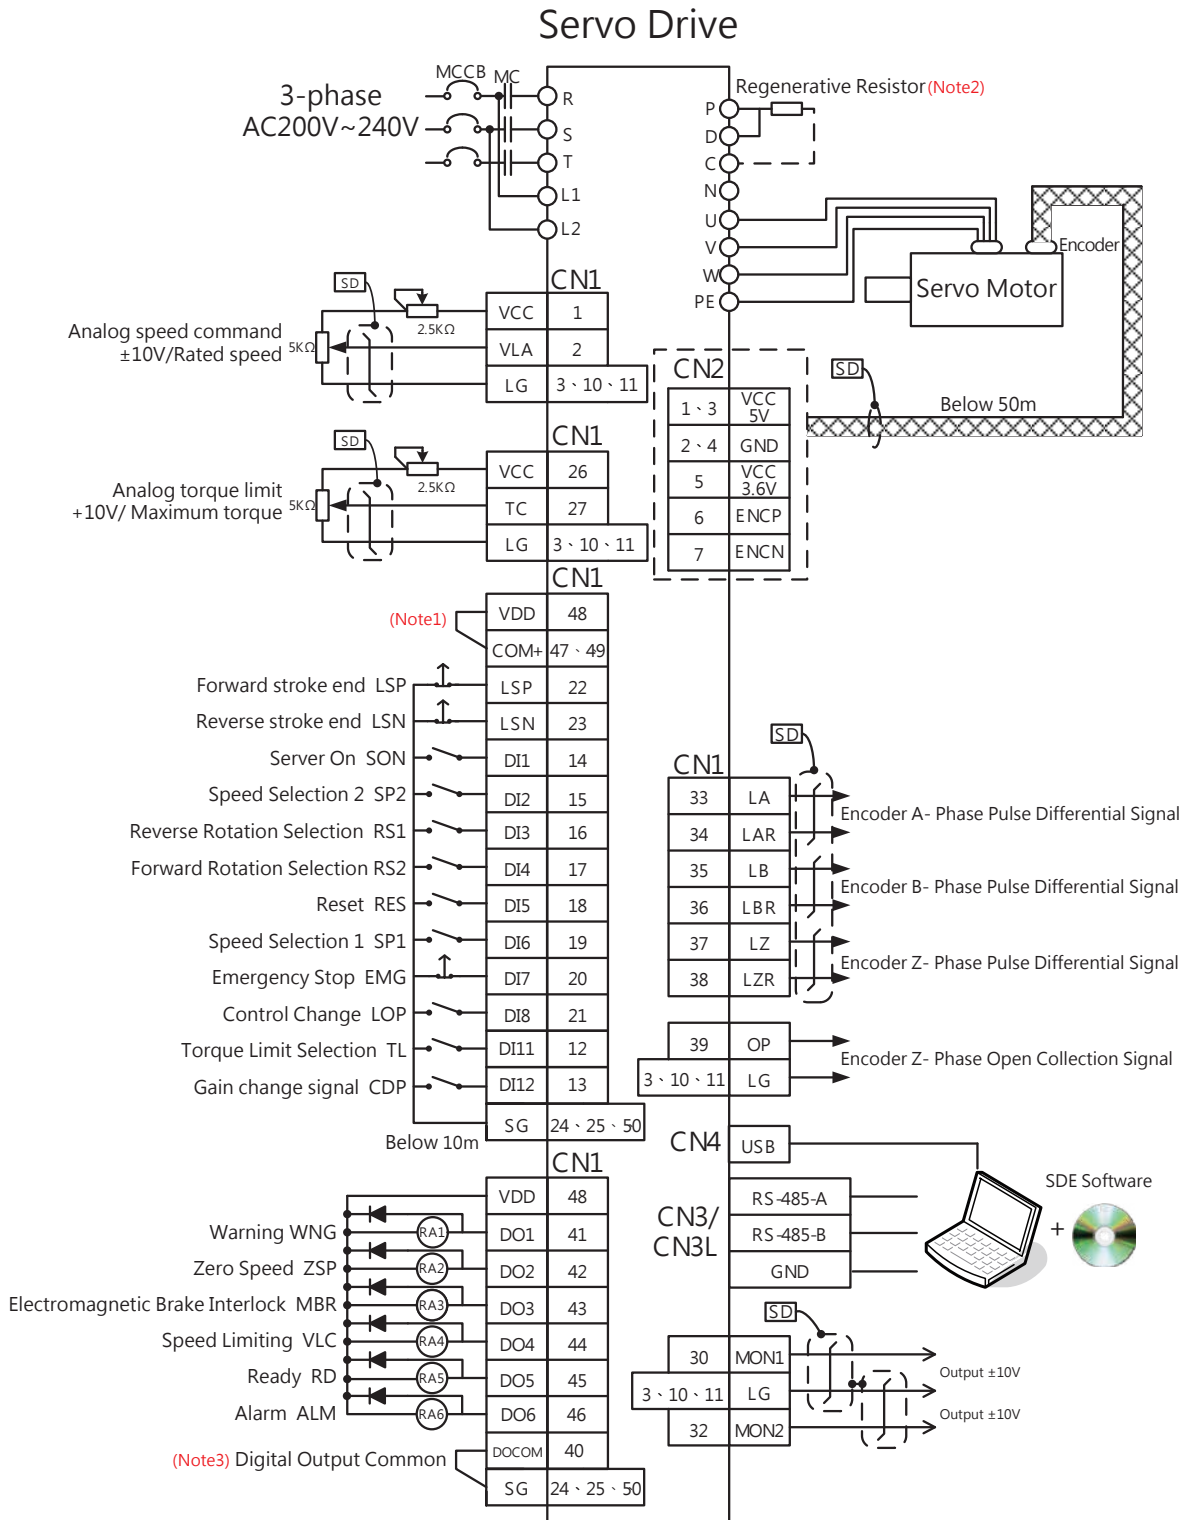 Servo Drive
MCCB
MC
3-phase
AC200V~240V
R
S
T
L1
L2
Regenerative Resistor(Note2)
P
D
C
N
U
V
W
PE
Encoder
Servo Motor
CN1
SD
Analog speed command
±10V/Rated speed
5KΩ
2.5KΩ
VCC 1
VLA 2
LG 3、10、11
CN2
1、3 VCC 5V
2、4 GND
5 VCC 3.6V
6 ENCP
7 ENCN
SD
Below 50m
CN1
SD
Analog torque limit
+10V/ Maximum torque
5KΩ
2.5KΩ
VCC 26
TC 27
LG 3、10、11
CN1
(Note1)
VDD 48
COM+ 47、49
Forward stroke end LSP LSP 22
Reverse stroke end LSN LSN 23
Server On SON DI1 14
Speed Selection 2 SP2 DI2 15
Reverse Rotation Selection RS1 DI3 16
Forward Rotation Selection RS2 DI4 17
Reset RES DI5 18
Speed Selection 1 SP1 DI6 19
Emergency Stop EMG DI7 20
Control Change LOP DI8 21
Torque Limit Selection TL DI11 12
Gain change signal CDP DI12 13
SG 24、25、50
Below 10m
SD
CN1
33 LA
34 LAR
35 LB
36 LBR
37 LZ
38 LZR
Encoder A- Phase Pulse Differential Signal
Encoder B- Phase Pulse Differential Signal
Encoder Z- Phase Pulse Differential Signal
39 OP
3、10、11 LG
Encoder Z- Phase Open Collection Signal
CN4 USB
CN3/
CN3L
RS-485-A
RS-485-B
GND
SDE Software
+
CN1
VDD 48
Warning WNG RA1 DO1 41
Zero Speed ZSP RA2 DO2 42
Electromagnetic Brake Interlock MBR RA3 DO3 43
Speed Limiting VLC RA4 DO4 44
Ready RD RA5 DO5 45
Alarm ALM RA6 DO6 46
(Note3) Digital Output Common DOCOM 40
SG 24、25、50
SD
30 MON1
3、10、11 LG
32 MON2
Output ±10V
Output ±10V